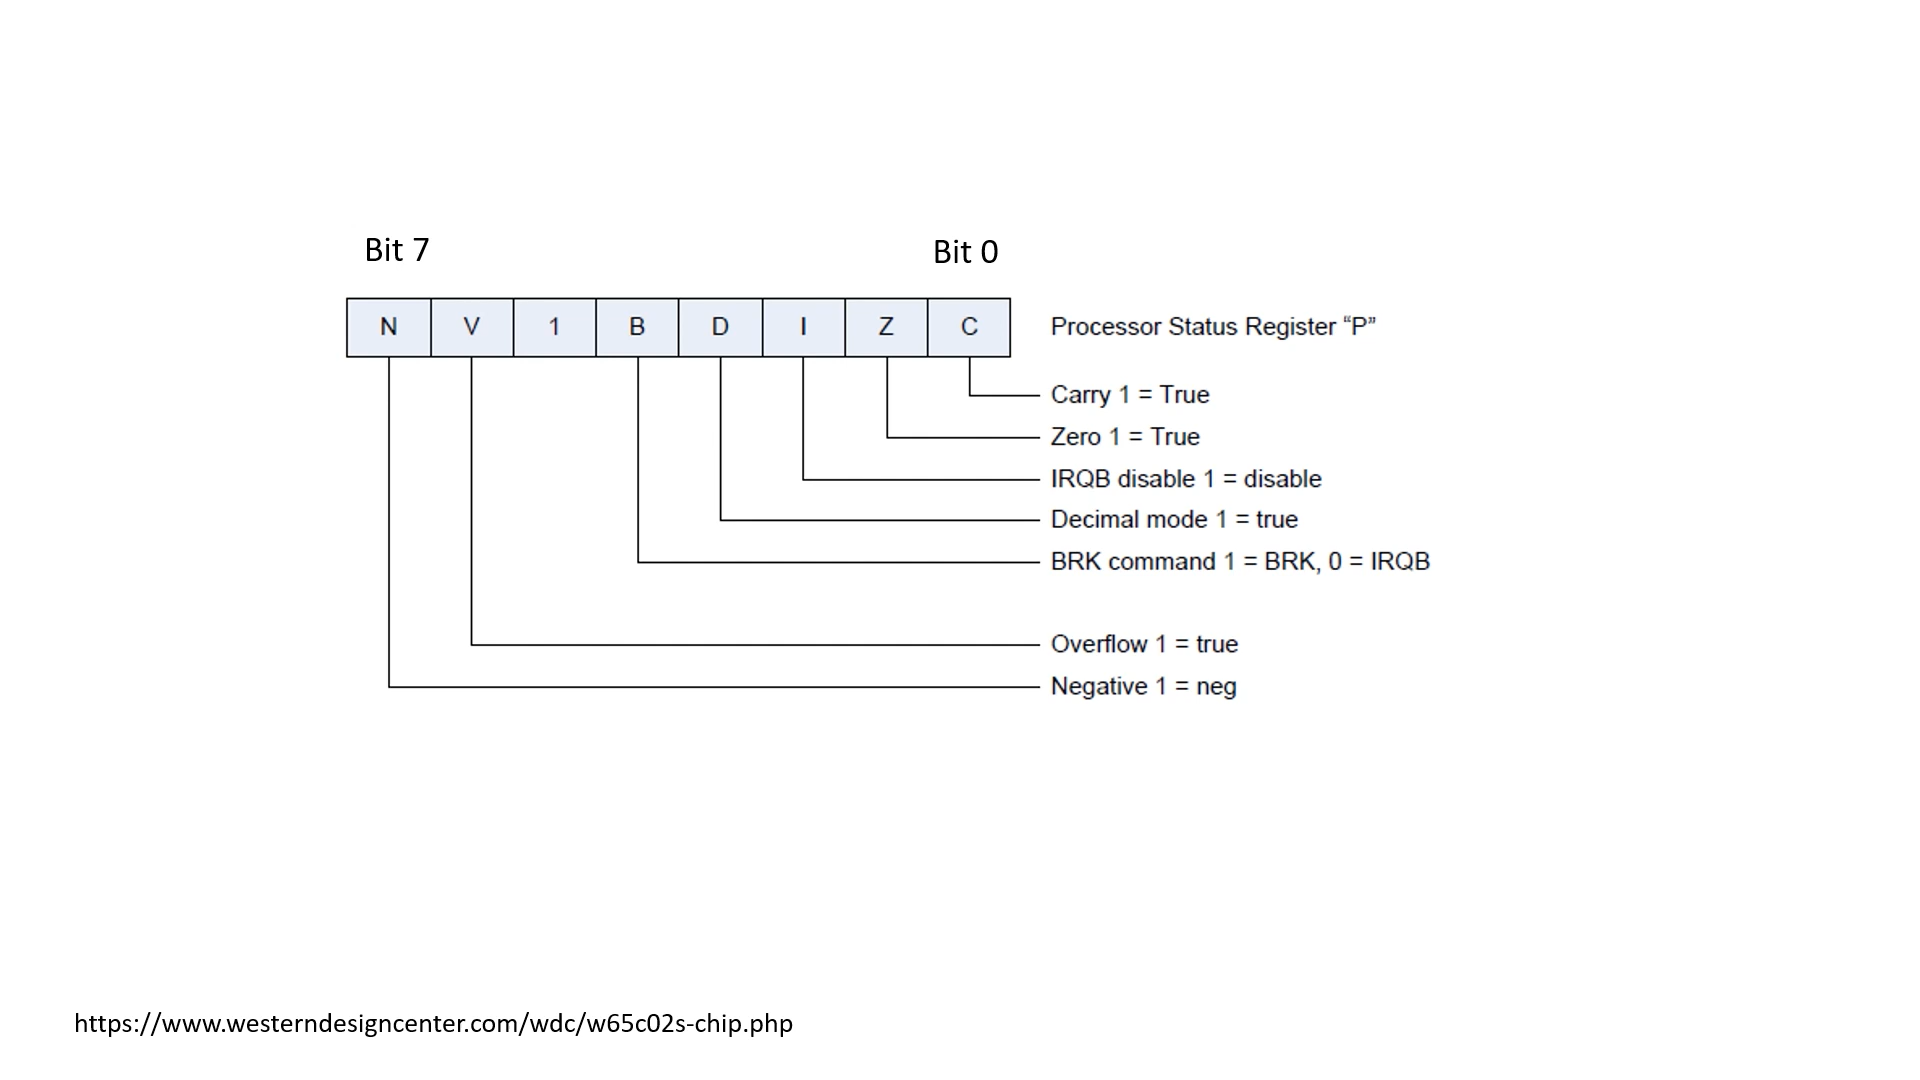 Bit 7 Bit 0
N V 1 B D I Z C Processor Status Register “P”
Carry 1 = True
Zero 1 = True
IRQB disable 1 = disable
Decimal mode 1 = true
BRK command 1 = BRK, 0 = IRQB
Overflow 1 = true
Negative 1 = neg
https://www.westerndesigncenter.com/wdc/w65c02s-chip.php